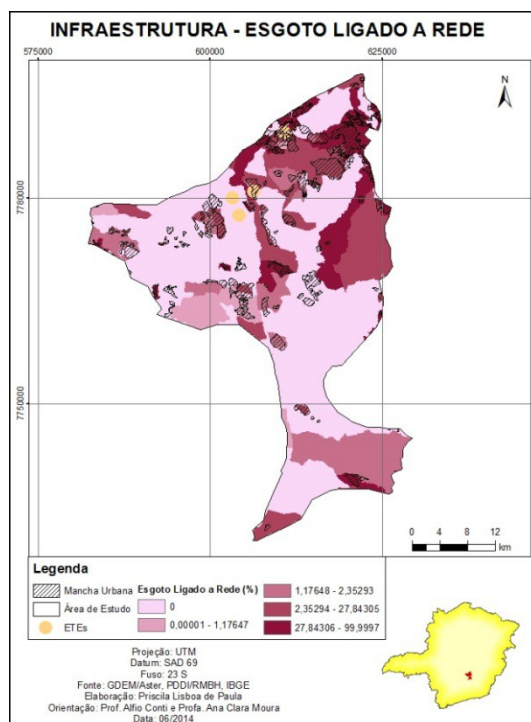 INFRAESTRUTURA - ESGOTO LIGADO A REDE
575000 600000 625000
N
7780000
7750000
0 4 8 12
km
Legenda
Mancha Urbana
Área de Estudo
ETEs
Esgoto Ligado a Rede (%)
0
0,00001 - 1,17647
1,17648 - 2,35293
2,35294 - 27,84305
27,84306 - 99,9997
Projeção: UTM
Datum: SAD 69
Fuso: 23 S
Fonte: GDEM/Aster, PDDI/RMBH, IBGE
Elaboração: Priscila Lisboa de Paula
Orientação: Prof. Alfio Conti e Profa. Ana Clara Moura
Data: 06/2014